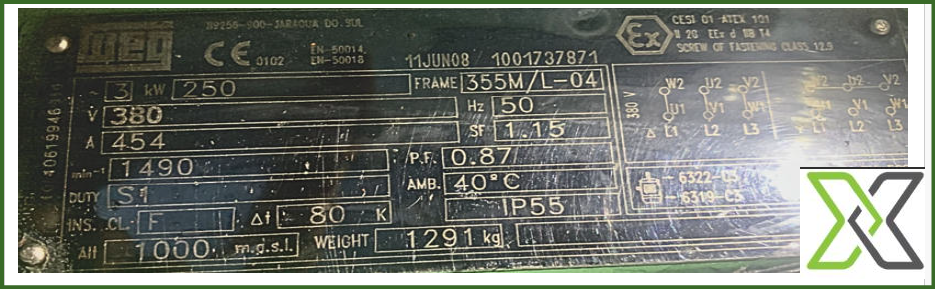 WEG
89256-900-JARAGUA DO SUL
CE 0102 EN-50014
EN-50018
11JUN08 1001737871
Ex
CESI 01 ATEX 101
II 2G EEx d IIB T4
SCREW OF FASTENING CLASS 12.9
~ 3 kW 250 FRAME 355M/L-04
V 380 Hz 50
A 454 SF 1.15
min-1 1490 P.F. 0.87
DUTY S1 AMB. 40°C
INS. CL. F Δt 80 K IP55
Alt 1000 m.g.s.l. WEIGHT 1291 kg
380 V
W2 U2 V2
U1 V1 W1
Δ L1 L2 L3
W2 U2 V2
W1
L1 L2 L3
6322-C3
6319-C3